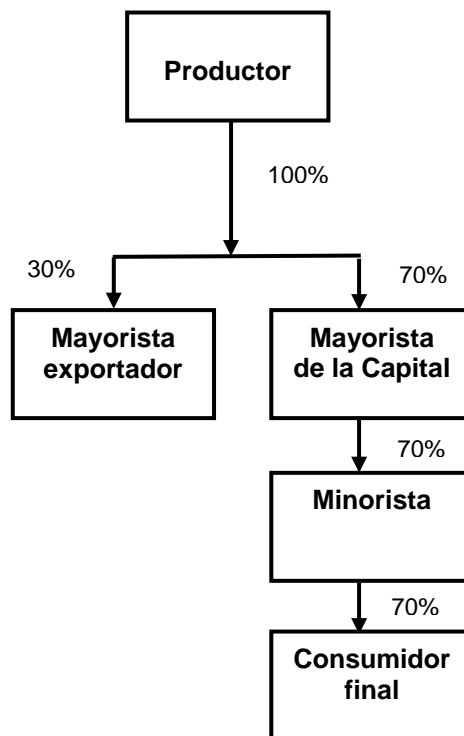 Productor
100%
30%
70%
Mayorista
exportador
Mayorista
de la Capital
70%
Minorista
70%
Consumidor
final